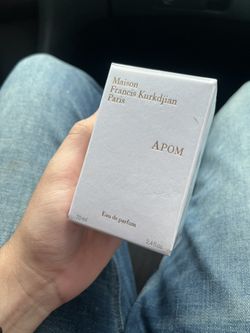 Maison
Francis Kurkdjian
Paris
APOM
Eau de parfum
70 ml
2.4 fl.oz.